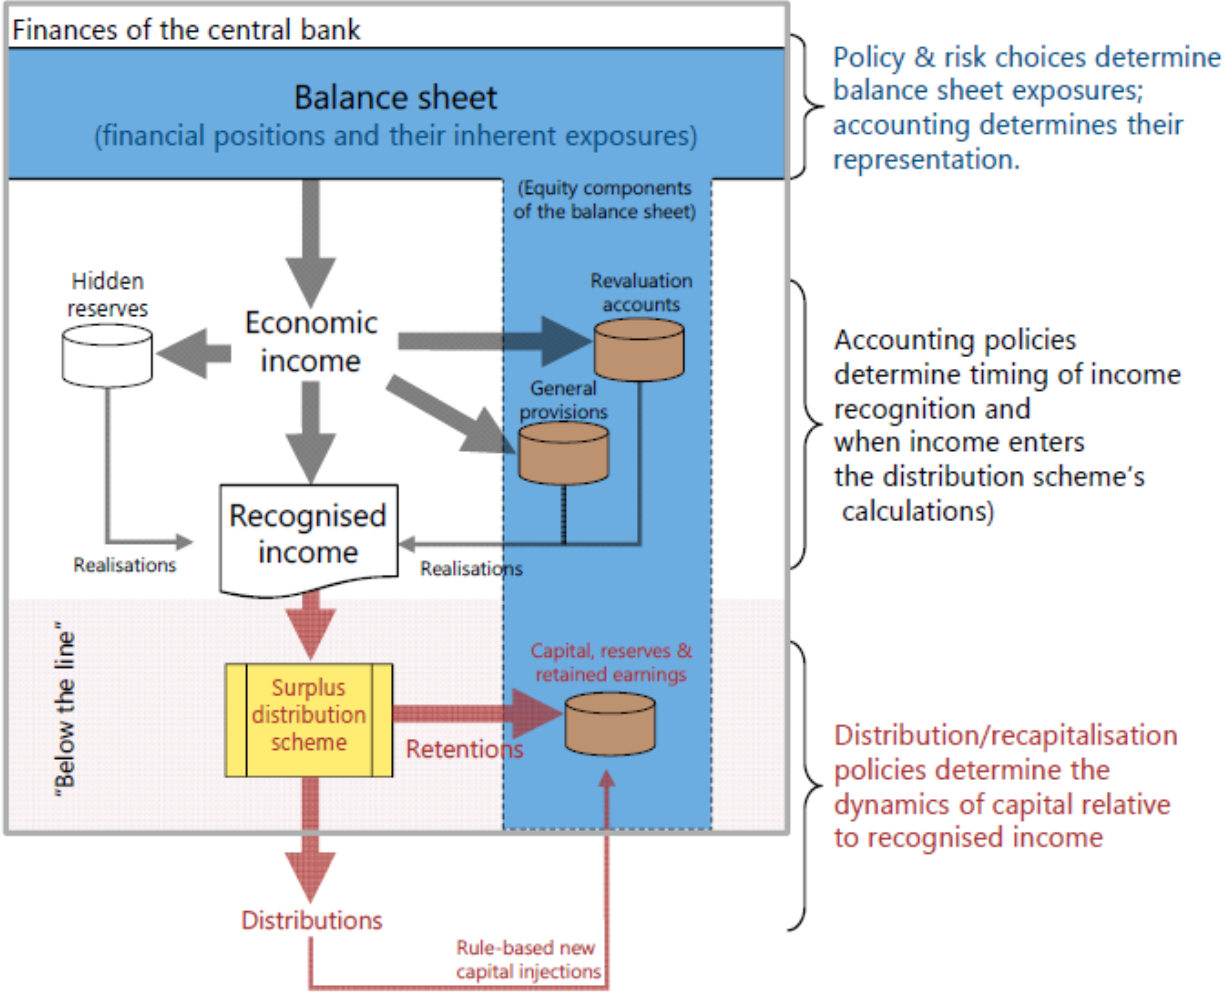 Finances of the central bank
Balance sheet
(financial positions and their inherent exposures)
Policy & risk choices determine
balance sheet exposures;
accounting determines their
representation.
(Equity components
of the balance sheet)
Hidden
reserves
Economic
income
Revaluation
accounts
General
provisions
Accounting policies
determine timing of income
recognition and
when income enters
the distribution scheme's
calculations)
Recognised
income
Realisations
Realisations
"Below the line"
Surplus
distribution
scheme
Retentions
Capital, reserves &
retained earnings
Distribution/recapitalisation
policies determine the
dynamics of capital relative
to recognised income
Distributions
Rule-based new
capital injections